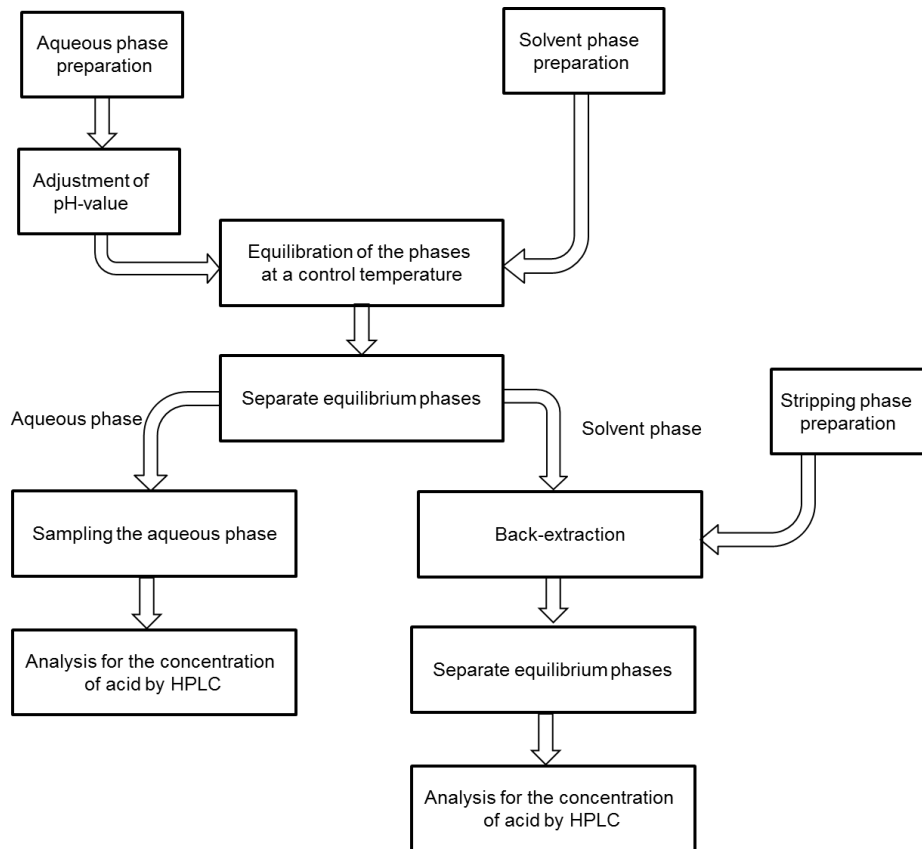 Aqueous phase
preparation
Solvent phase
preparation
Adjustment of
pH-value
Equilibration of the phases
at a control temperature
Separate equilibrium phases
Aqueous phase
Solvent phase
Stripping phase
preparation
Sampling the aqueous phase
Back-extraction
Analysis for the concentration
of acid by HPLC
Separate equilibrium phases
Analysis for the concentration
of acid by HPLC